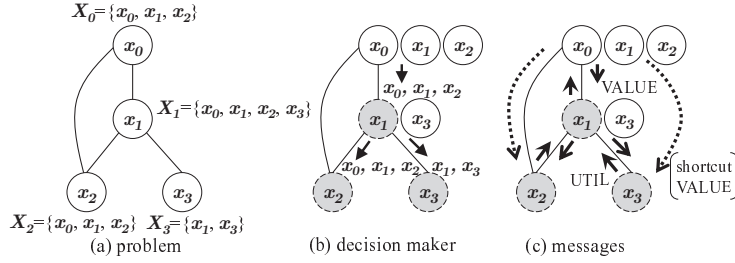 X₀={x₀, x₁, x₂}
x₀
x₁
X₁={x₀, x₁, x₂, x₃}
x₂
x₃
X₂={x₀, x₁, x₂}
X₃={x₁, x₃}
(a) problem
x₀ x₁ x₂
x₀, x₁, x₂
x₁ x₃
x₀, x₁, x₂
x₁, x₃
x₂
x₃
(b) decision maker
x₀ x₁ x₂
VALUE
x₁ x₃
UTIL
x₂
x₃
shortcut
VALUE
(c) messages